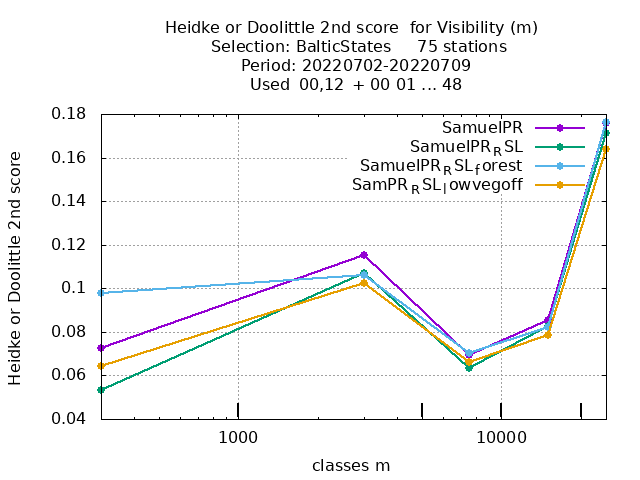 Heidke or Doolittle 2nd score  for Visibility (m)
Selection: BalticStates     75 stations
Period: 20220702-20220709
Used  00,12  + 00 01 ... 48
Heidke or Doolittle 2nd score
0.18
0.16
0.14
0.12
0.1
0.08
0.06
0.04
SamuelPR
SamuelPR_RSL
SamuelPR_RSL_forest
SamPR_RSL_lowvegoff
1000
10000
classes m